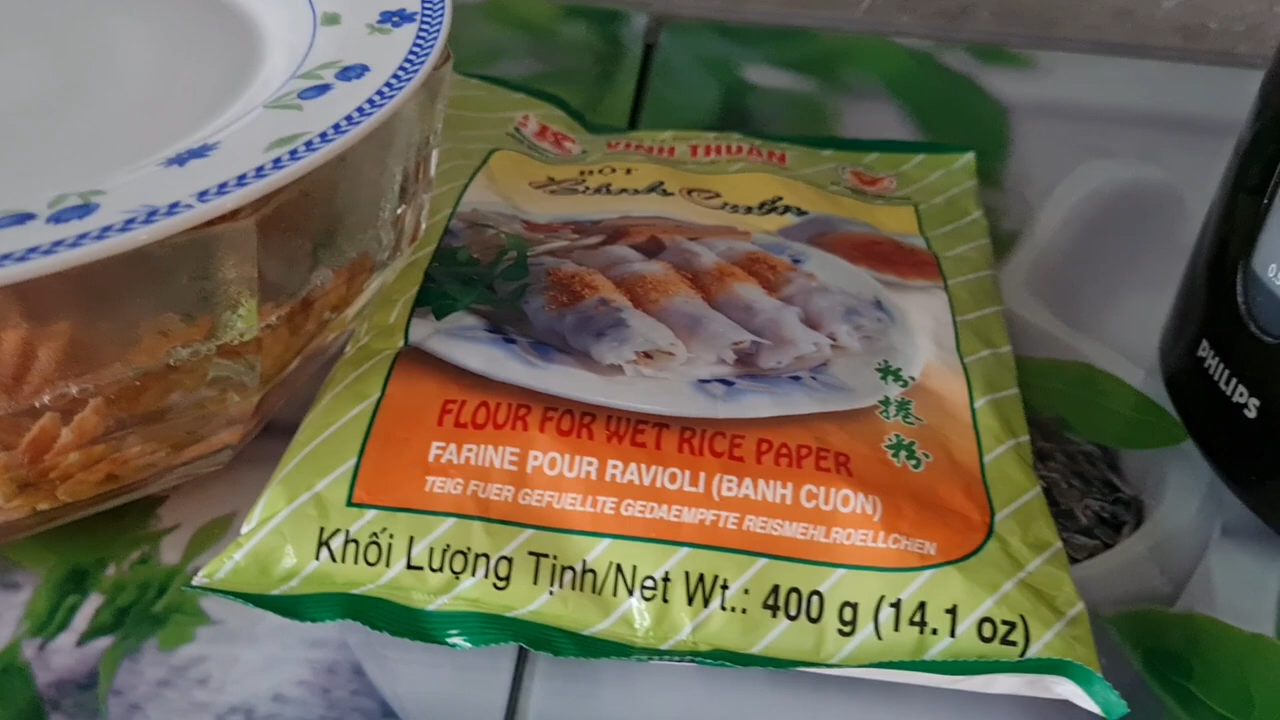 VĨNH THUẬN
BỘT
Bánh Cuốn
粉
捲
粉
FLOUR FOR WET RICE PAPER
FARINE POUR RAVIOLI (BANH CUON)
TEIG FUER GEFUELLTE GEDAEMPFTE REISMEHLROELLCHEN
Khối Lượng Tịnh/Net Wt.: 400 g (14.1 oz)
PHILIPS